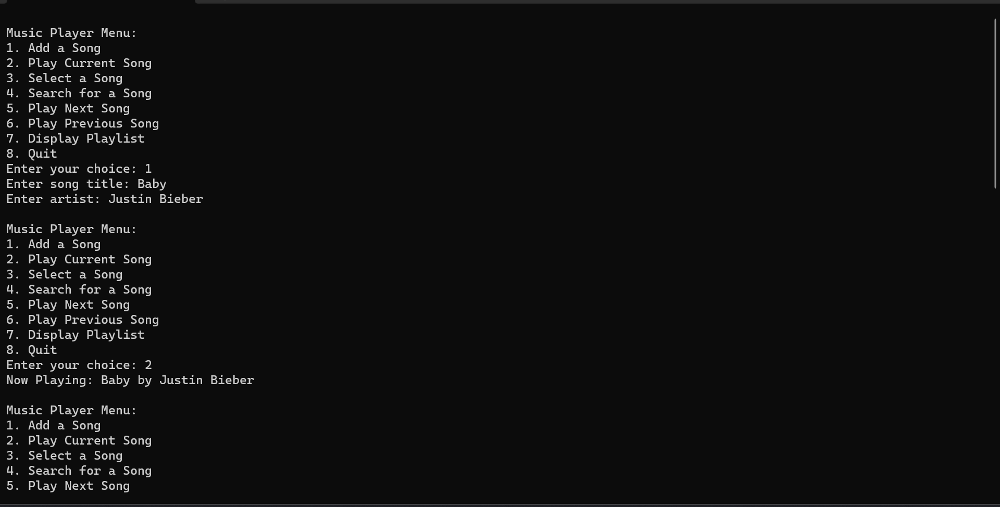 Music Player Menu:
1. Add a Song
2. Play Current Song
3. Select a Song
4. Search for a Song
5. Play Next Song
6. Play Previous Song
7. Display Playlist
8. Quit
Enter your choice: 1
Enter song title: Baby
Enter artist: Justin Bieber
Music Player Menu:
1. Add a Song
2. Play Current Song
3. Select a Song
4. Search for a Song
5. Play Next Song
6. Play Previous Song
7. Display Playlist
8. Quit
Enter your choice: 2
Now Playing: Baby by Justin Bieber
Music Player Menu:
1. Add a Song
2. Play Current Song
3. Select a Song
4. Search for a Song
5. Play Next Song